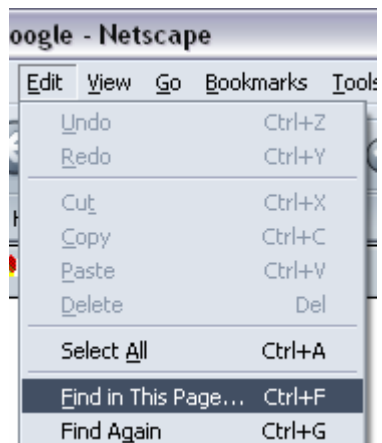 oogle - Netscape
Edit View Go Bookmarks Tools
Undo Ctrl+Z
Redo Ctrl+Y
Cut Ctrl+X
Copy Ctrl+C
Paste Ctrl+V
Delete Del
Select All Ctrl+A
Find in This Page... Ctrl+F
Find Again Ctrl+G